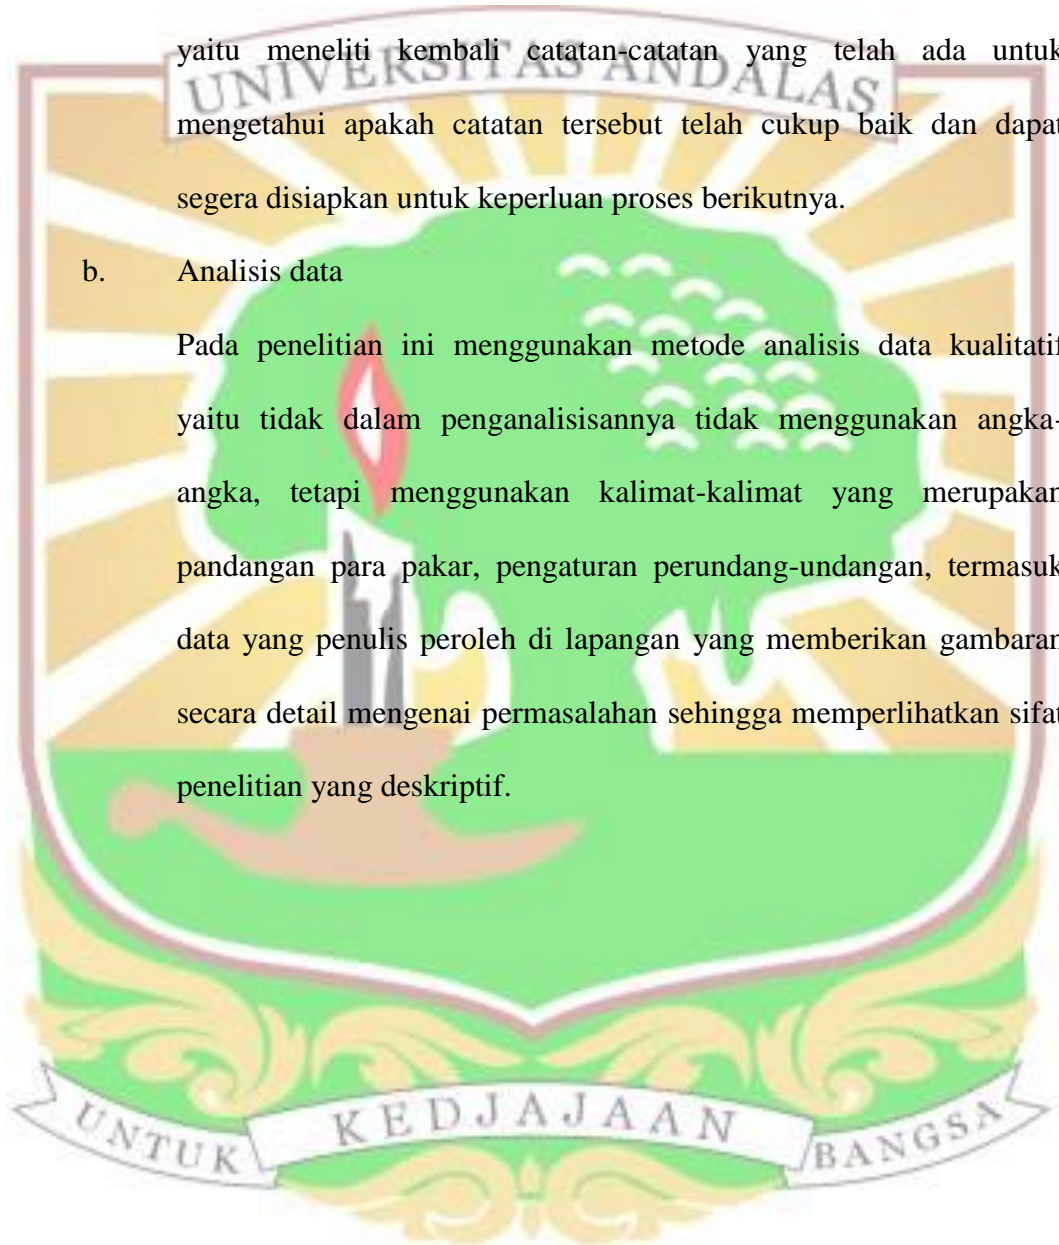 yaitu meneliti kembali catatan-catatan yang telah ada untuk
UNIVERSITAS ANDALAS
mengetahui apakah catatan tersebut telah cukup baik dan dapat
segera disiapkan untuk keperluan proses berikutnya.
b. Analisis data
Pada penelitian ini menggunakan metode analisis data kualitatif
yaitu tidak dalam penganalisisannya tidak menggunakan angka-
angka, tetapi menggunakan kalimat-kalimat yang merupakan
pandangan para pakar, pengaturan perundang-undangan, termasuk
data yang penulis peroleh di lapangan yang memberikan gambaran
secara detail mengenai permasalahan sehingga memperlihatkan sifat
penelitian yang deskriptif.
UNTUK KEDJAJAAN BANGSA